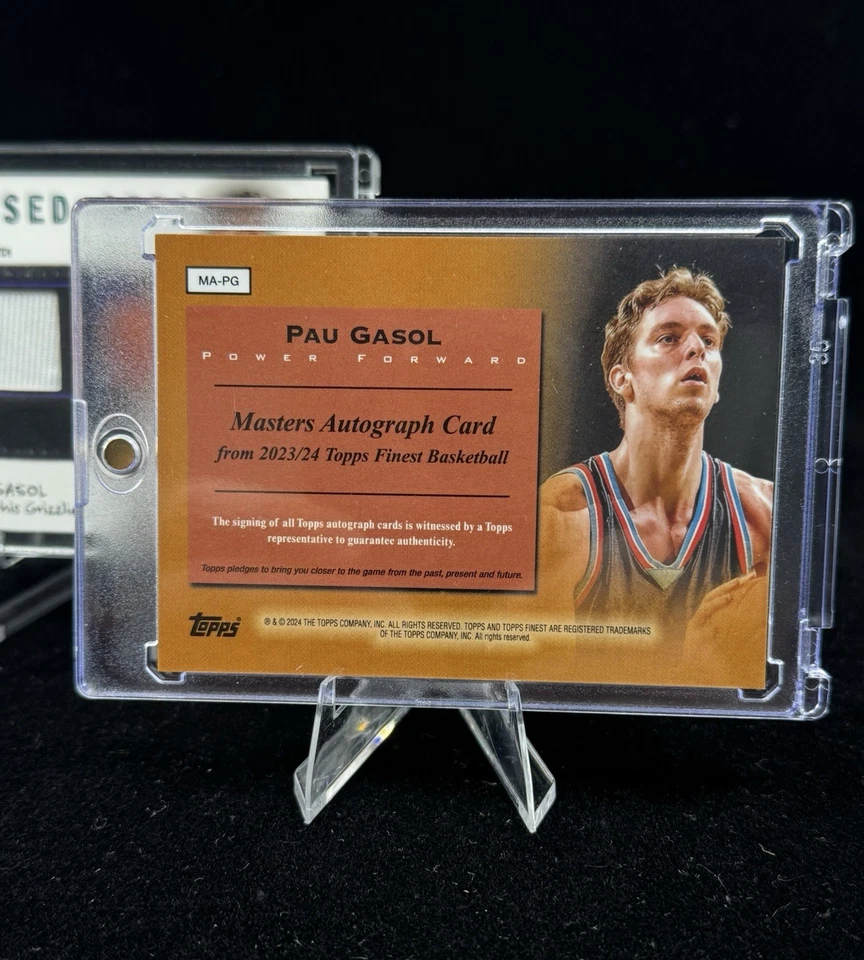 SED
MA-PG
PAU GASOL
POWER FORWARD
Masters Autograph Card
from 2023/24 Topps Finest Basketball
The signing of all Topps autograph cards is witnessed by a Topps
representative to guarantee authenticity.
Topps pledges to bring you closer to the game from the past, present and future.
topps
® & © 2024 THE TOPPS COMPANY, INC. ALL RIGHTS RESERVED. TOPPS AND TOPPS FINEST ARE REGISTERED TRADEMARKS
OF THE TOPPS COMPANY, INC. All rights reserved.
GASOL